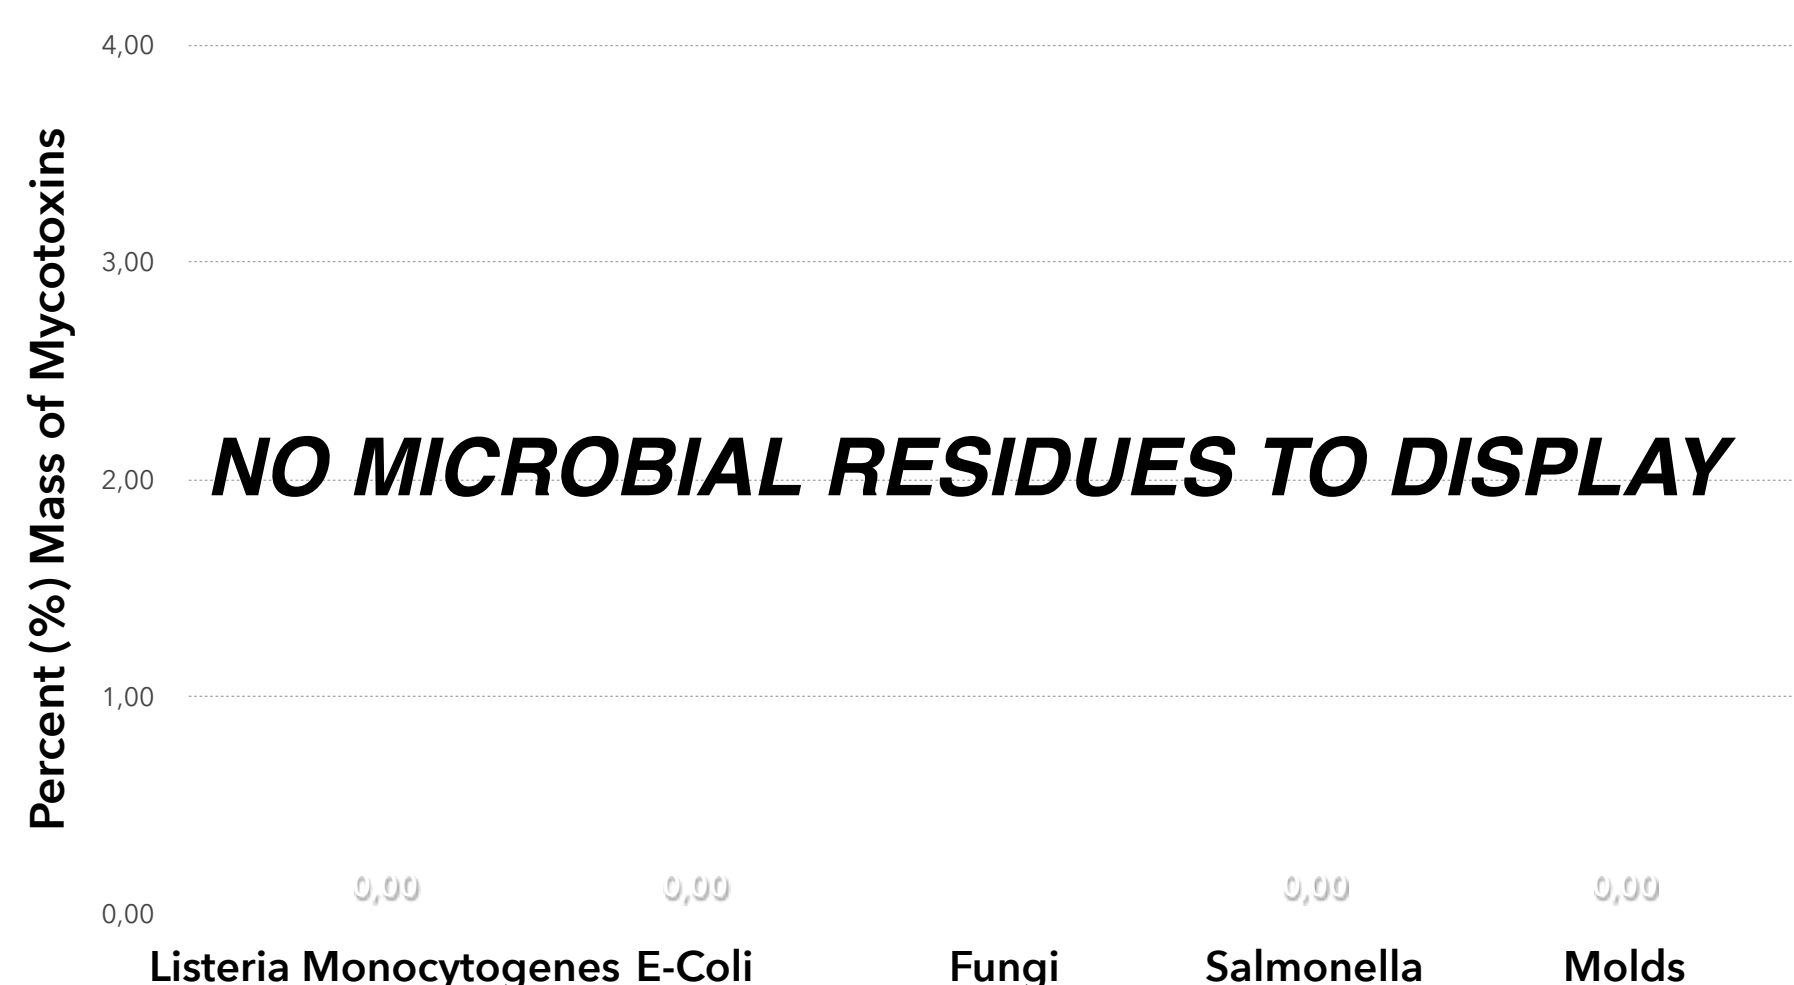 Percent (%) Mass of Mycotoxins
4,00
3,00
2,00
1,00
0,00
NO MICROBIAL RESIDUES TO DISPLAY
0,00 0,00 0,00 0,00
Listeria Monocytogenes E-Coli Fungi Salmonella Molds